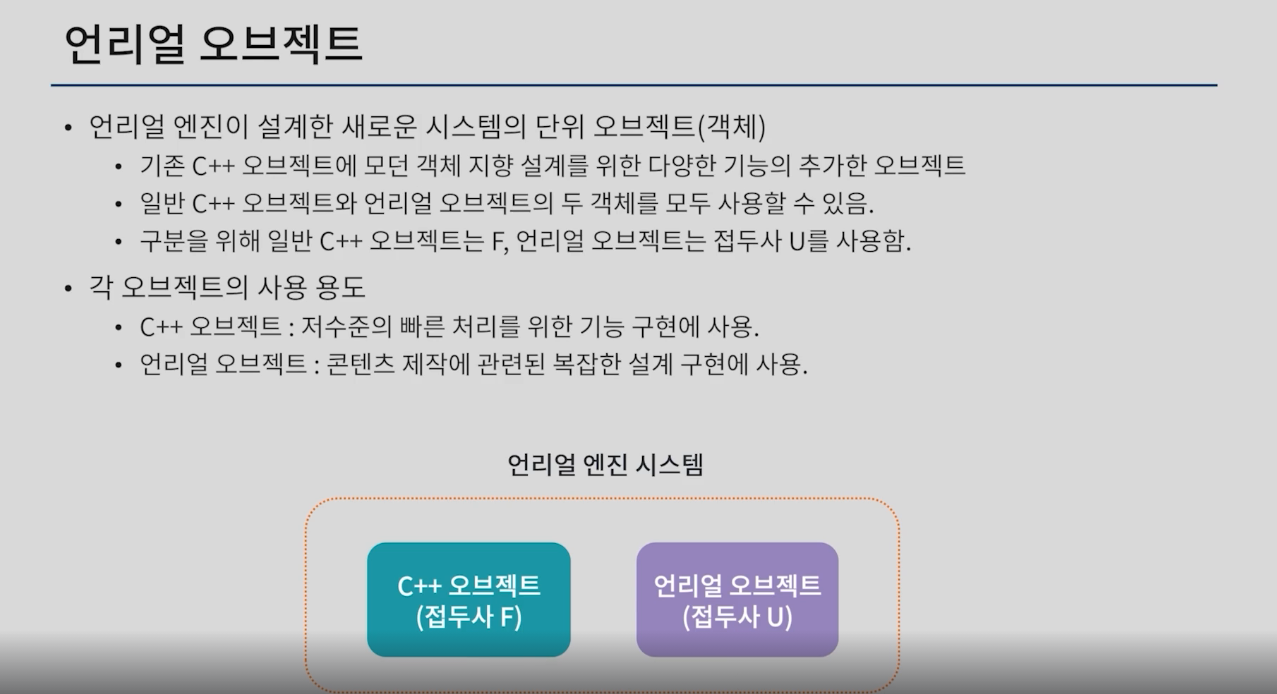 언리얼 오브젝트
• 언리얼 엔진이 설계한 새로운 시스템의 단위 오브젝트(객체)
• 기존 C++ 오브젝트에 모던 객체 지향 설계를 위한 다양한 기능의 추가한 오브젝트
• 일반 C++ 오브젝트와 언리얼 오브젝트의 두 객체를 모두 사용할 수 있음.
• 구분을 위해 일반 C++ 오브젝트는 F, 언리얼 오브젝트는 접두사 U를 사용함.
• 각 오브젝트의 사용 용도
• C++ 오브젝트 : 저수준의 빠른 처리를 위한 기능 구현에 사용.
• 언리얼 오브젝트 : 콘텐츠 제작에 관련된 복잡한 설계 구현에 사용.
언리얼 엔진 시스템
C++ 오브젝트
(접두사 F)
언리얼 오브젝트
(접두사 U)